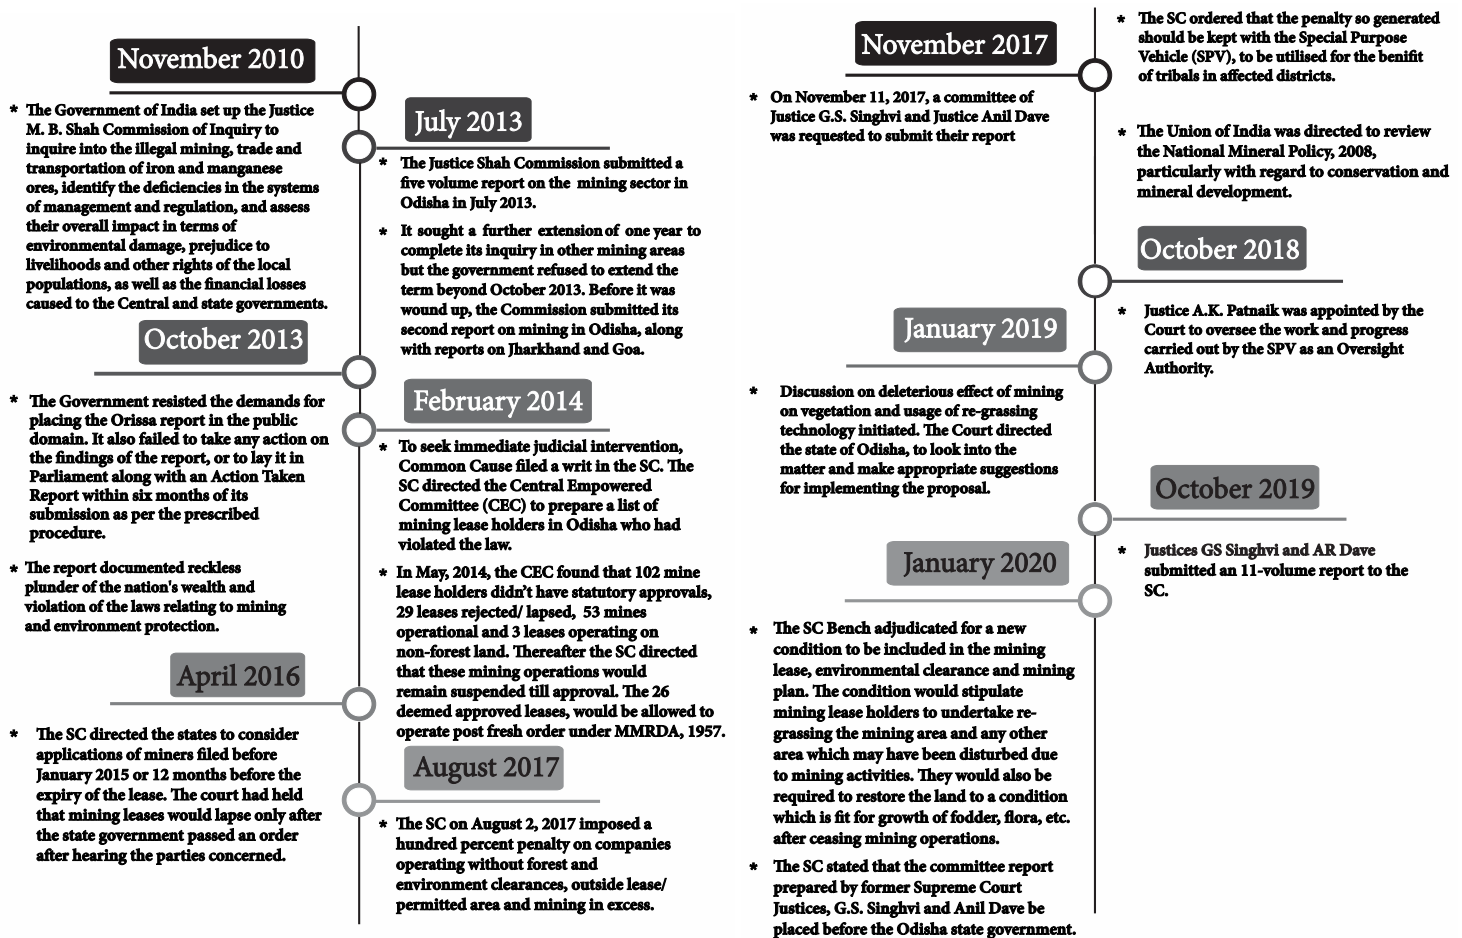 November 2010
* The Government of India set up the Justice
M. B. Shah Commission of Inquiry to
inquire into the illegal mining, trade and
transportation of iron and manganese
ores, identify the deficiencies in the systems
of management and regulation, and assess
their overall impact in terms of
environmental damage, prejudice to
livelihoods and other rights of the local
populations, as well as the financial losses
caused to the Central and state governments.
July 2013
* The Justice Shah Commission submitted a
five volume report on the mining sector in
Odisha in July 2013.
* It sought a further extension of one year to
complete its inquiry in other mining areas
but the government refused to extend the
term beyond October 2013. Before it was
wound up, the Commission submitted its
second report on mining in Odisha, along
with reports on Jharkhand and Goa.
October 2013
* The Government resisted the demands for
placing the Orissa report in the public
domain. It also failed to take any action on
the findings of the report, or to lay it in
Parliament along with an Action Taken
Report within six months of its
submission as per the prescribed
procedure.
* The report documented reckless
plunder of the nation's wealth and
violation of the laws relating to mining
and environment protection.
February 2014
* To seek immediate judicial intervention,
Common Cause filed a writ in the SC. The
SC directed the Central Empowered
Committee (CEC) to prepare a list of
mining lease holders in Odisha who had
violated the law.
* In May, 2014, the CEC found that 102 mine
lease holders didn't have statutory approvals,
29 leases rejected/ lapsed, 53 mines
operational and 3 leases operating on
non-forest land. Thereafter the SC directed
that these mining operations would
remain suspended till approval. The 26
deemed approved leases, would be allowed to
operate post fresh order under MMRDA, 1957.
April 2016
* The SC directed the states to consider
applications of miners filed before
January 2015 or 12 months before the
expiry of the lease. The court had held
that mining leases would lapse only after
the state government passed an order
after hearing the parties concerned.
August 2017
* The SC on August 2, 2017 imposed a
hundred percent penalty on companies
operating without forest and
environment clearances, outside lease/
permitted area and mining in excess.
November 2017
* On November 11, 2017, a committee of
Justice G.S. Singhvi and Justice Anil Dave
was requested to submit their report
* The SC ordered that the penalty so generated
should be kept with the Special Purpose
Vehicle (SPV), to be utilised for the benifit
of tribals in affected districts.
* The Union of India was directed to review
the National Mineral Policy, 2008,
particularly with regard to conservation and
mineral development.
October 2018
* Justice A.K. Patnaik was appointed by the
Court to oversee the work and progress
carried out by the SPV as an Oversight
Authority.
January 2019
* Discussion on deleterious effect of mining
on vegetation and usage of re-grassing
technology initiated. The Court directed
the state of Odisha, to look into the
matter and make appropriate suggestions
for implementing the proposal.
October 2019
* Justices GS Singhvi and AR Dave
submitted an 11-volume report to the
SC.
January 2020
* The SC Bench adjudicated for a new
condition to be included in the mining
lease, environmental clearance and mining
plan. The condition would stipulate
mining lease holders to undertake re-
grassing the mining area and any other
area which may have been disturbed due
to mining activities. They would also be
required to restore the land to a condition
which is fit for growth of fodder, flora, etc.
after ceasing mining operations.
* The SC stated that the committee report
prepared by former Supreme Court
Justices, G.S. Singhvi and Anil Dave be
placed before the Odisha state government.